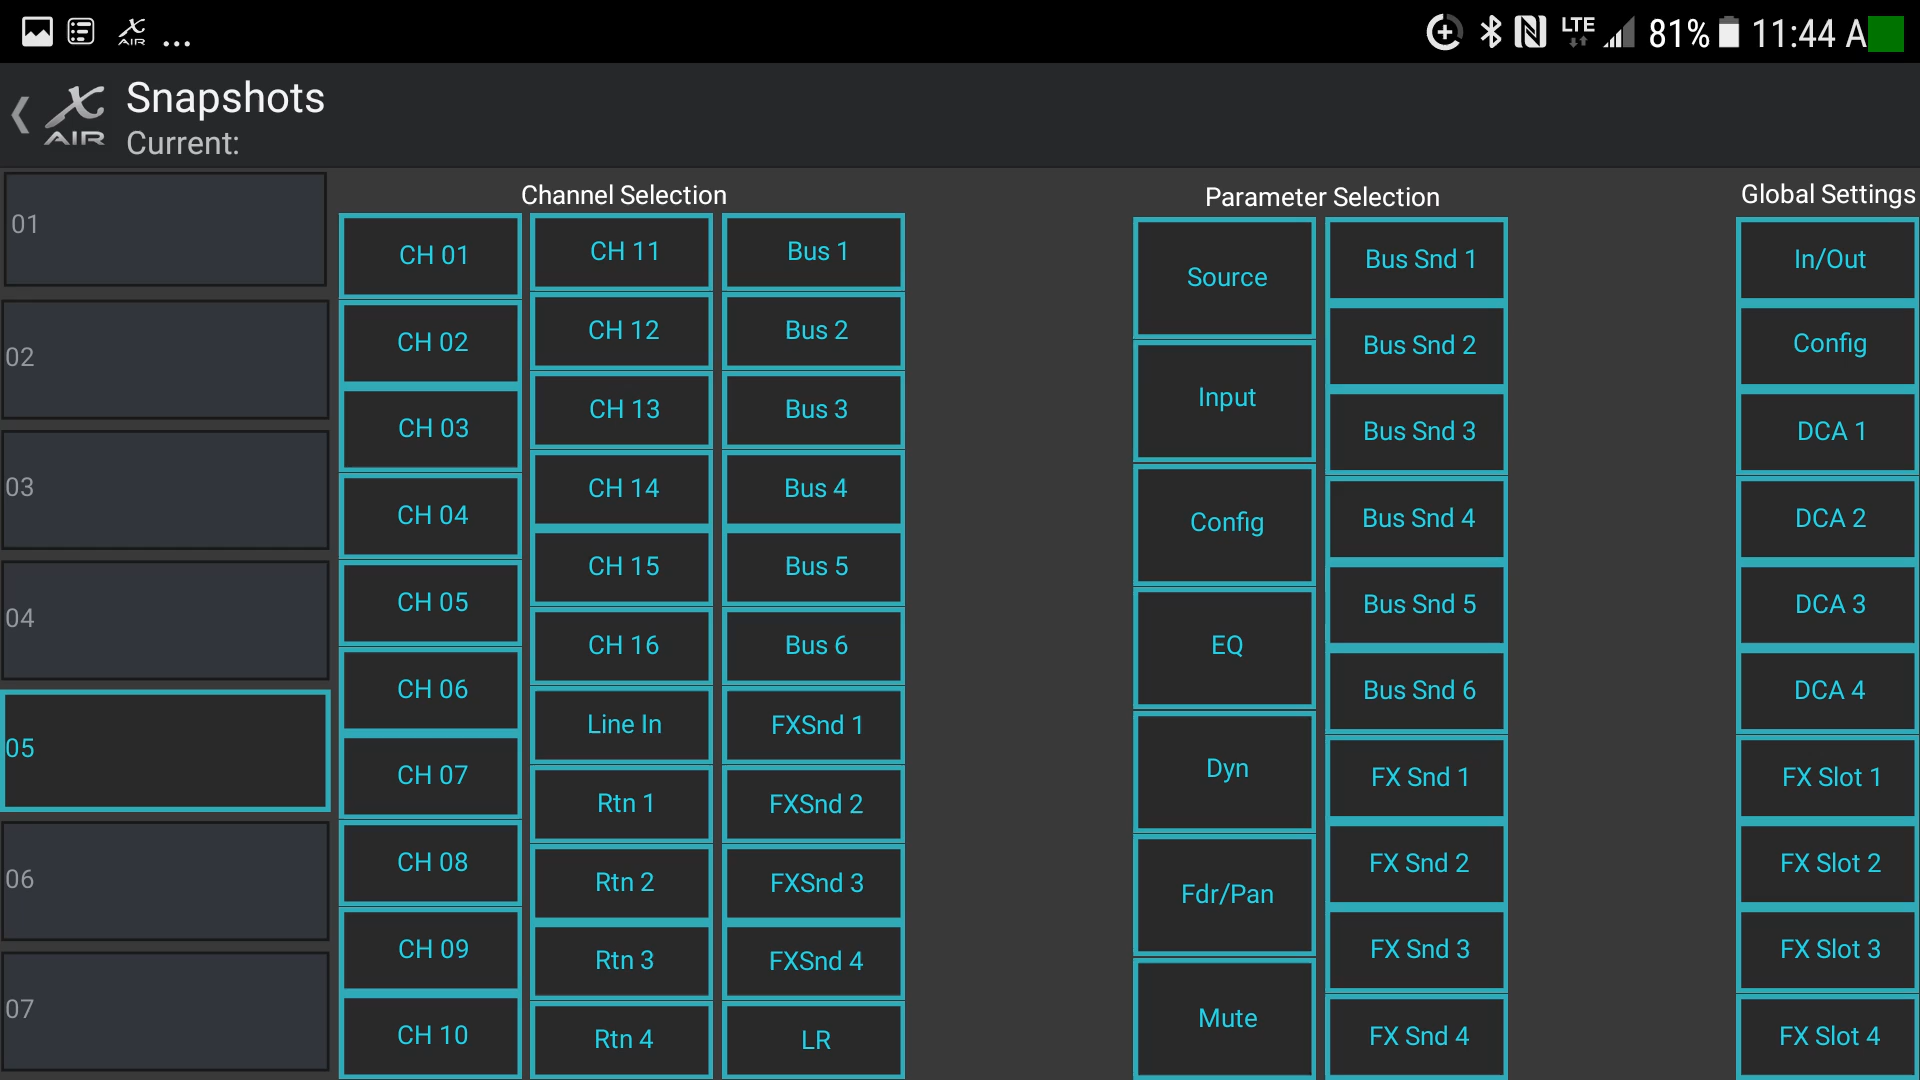 AIR
...
LTE
81%
11:44 A
X
AIR
Snapshots
Current:
01
02
03
04
05
06
07
Channel Selection
CH 01
CH 02
CH 03
CH 04
CH 05
CH 06
CH 07
CH 08
CH 09
CH 10
CH 11
CH 12
CH 13
CH 14
CH 15
CH 16
Line In
Rtn 1
Rtn 2
Rtn 3
Rtn 4
Bus 1
Bus 2
Bus 3
Bus 4
Bus 5
Bus 6
FXSnd 1
FXSnd 2
FXSnd 3
FXSnd 4
LR
Parameter Selection
Source
Input
Config
EQ
Dyn
Fdr/Pan
Mute
Bus Snd 1
Bus Snd 2
Bus Snd 3
Bus Snd 4
Bus Snd 5
Bus Snd 6
FX Snd 1
FX Snd 2
FX Snd 3
FX Snd 4
Global Settings
In/Out
Config
DCA 1
DCA 2
DCA 3
DCA 4
FX Slot 1
FX Slot 2
FX Slot 3
FX Slot 4